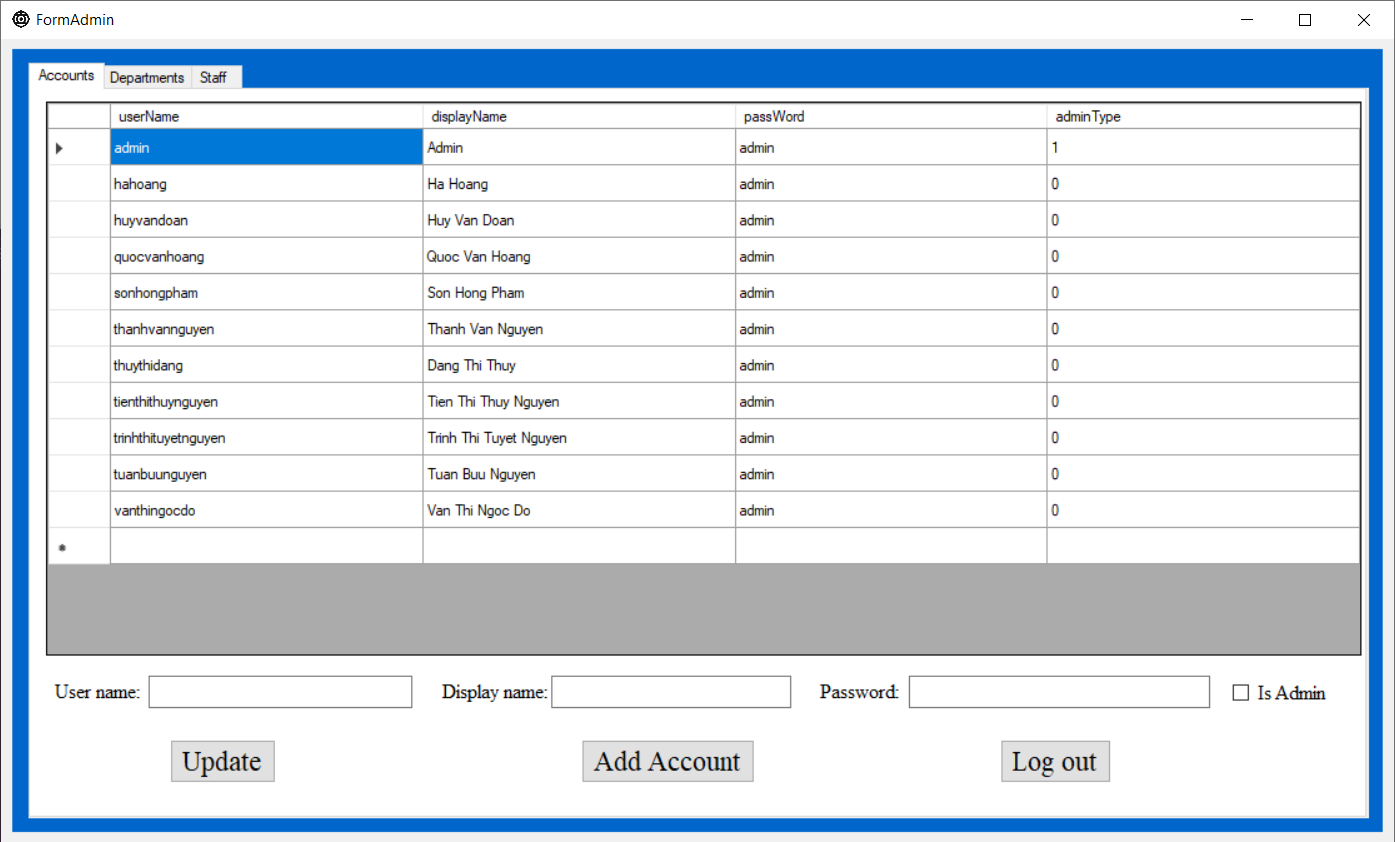 FormAdmin
Accounts Departments Staff
userName displayName passWord adminType
admin Admin admin 1
hahoang Ha Hoang admin 0
huyvandoan Huy Van Doan admin 0
quocvanhoang Quoc Van Hoang admin 0
sonhongpham Son Hong Pham admin 0
thanhvannguyen Thanh Van Nguyen admin 0
thuythidang Dang Thi Thuy admin 0
tienthithuynguyen Tien Thi Thuy Nguyen admin 0
trinhthituyetnguyen Trinh Thi Tuyet Nguyen admin 0
tuanbuunguyen Tuan Buu Nguyen admin 0
vanthingocdo Van Thi Ngoc Do admin 0
User name: Display name: Password: Is Admin
Update Add Account Log out